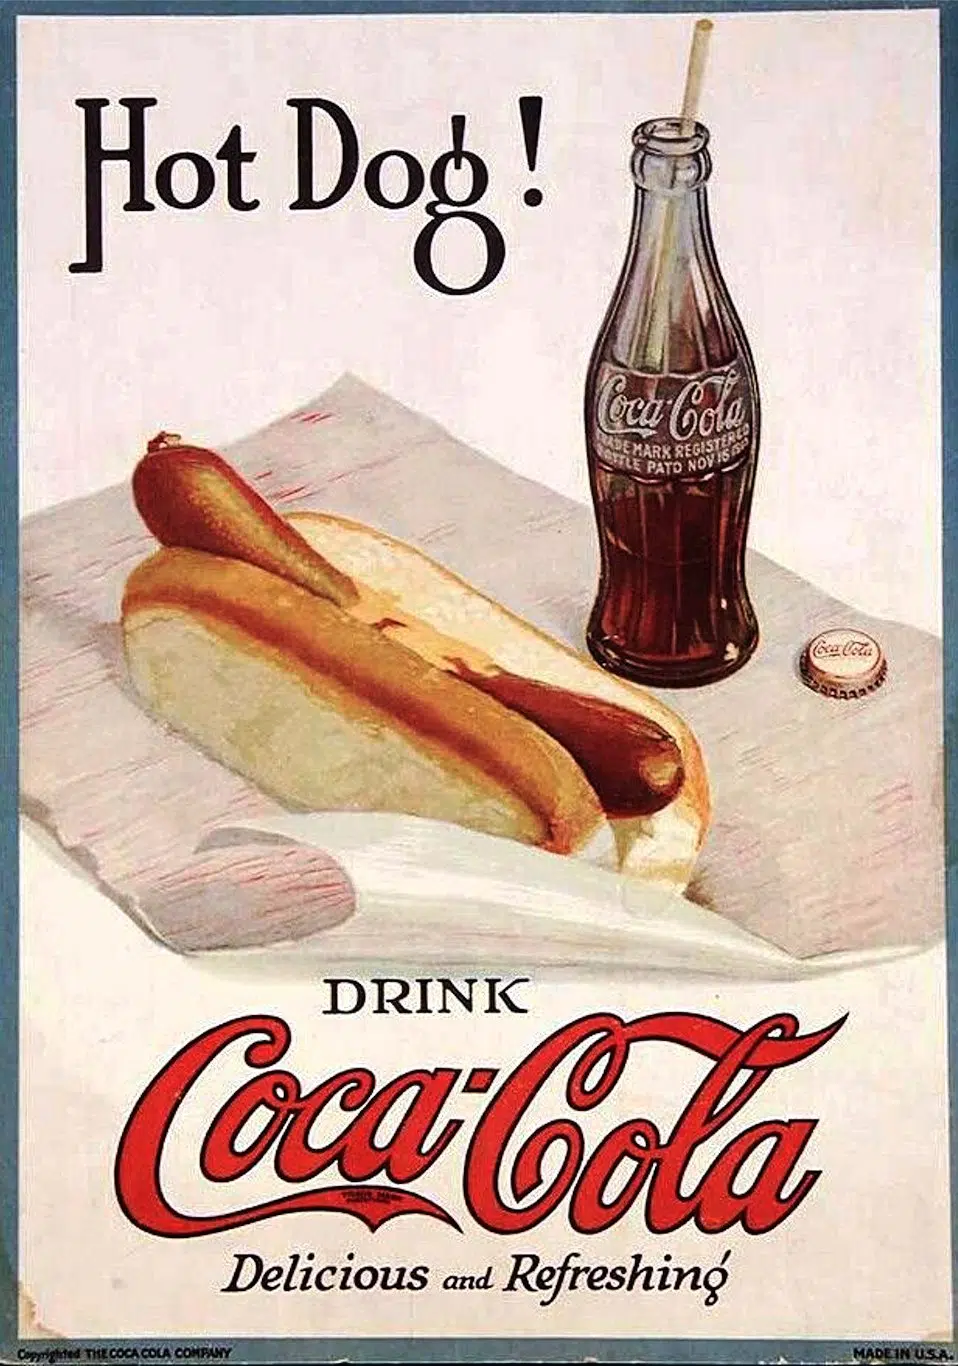 Hot Dog!
Coca-Cola
TRADE MARK REGISTERED
BOTTLE PATD NOV 16 1915
Coca-Cola
DRINK
Coca-Cola
Delicious and Refreshing
Copyrighted THE COCA COLA COMPANY
MADE IN U.S.A.